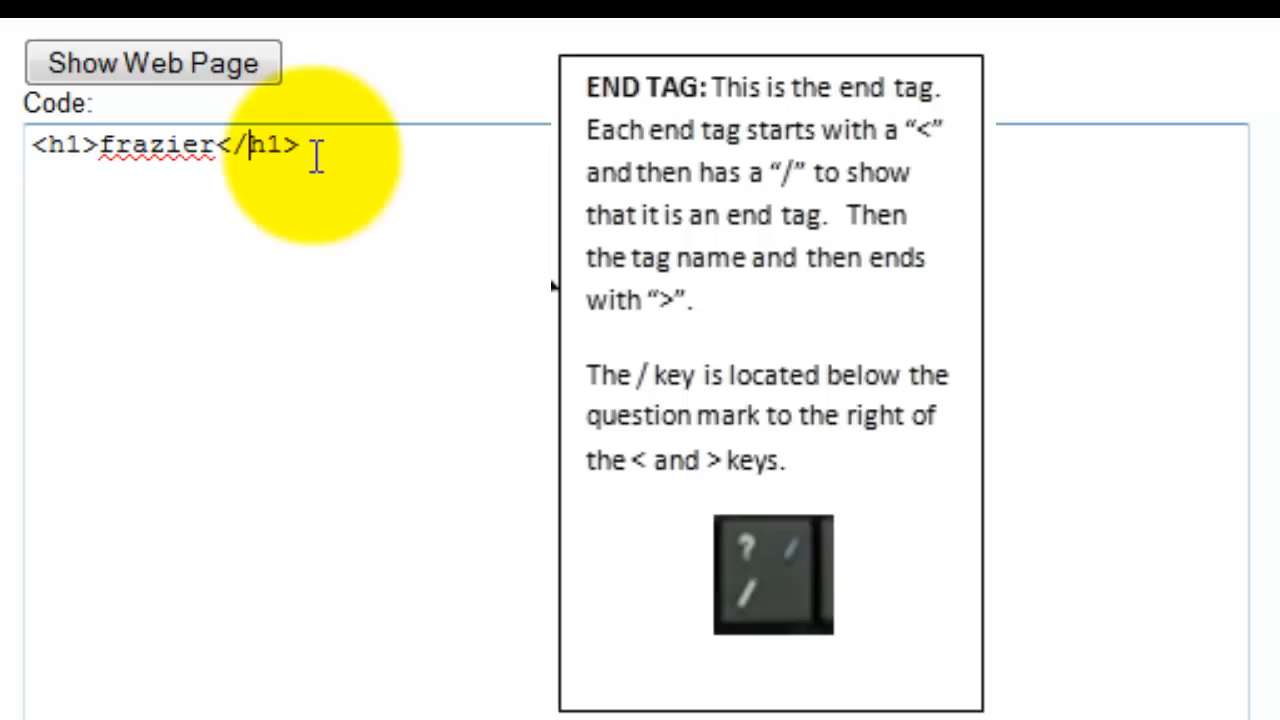 Show Web Page
Code:
<h1>frazier</h1>
END TAG: This is the end tag.
Each end tag starts with a “<”
and then has a “/” to show
that it is an end tag. Then
the tag name and then ends
with “>”.
The / key is located below the
question mark to the right of
the < and > keys.
? /
/